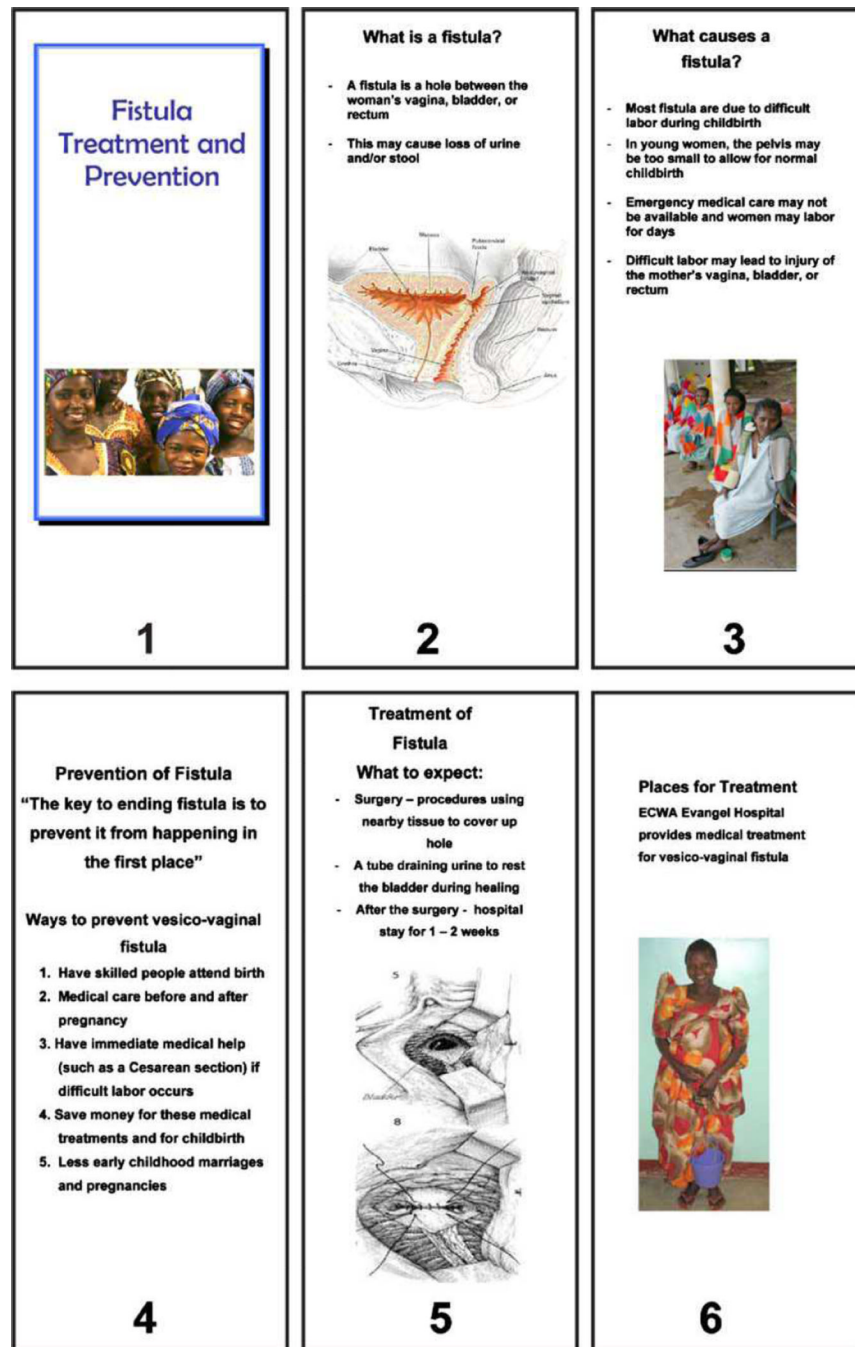 Fistula
Treatment and
Prevention
1
What is a fistula?
- A fistula is a hole between the
woman's vagina, bladder, or
rectum
- This may cause loss of urine
and/or stool
Bladder
Mucosa
Urethra
Vagina
Rectum
Anus
2
What causes a
fistula?
- Most fistula are due to difficult
labor during childbirth
- In young women, the pelvis may
be too small to allow for normal
childbirth
- Emergency medical care may not
be available and women may labor
for days
- Difficult labor may lead to injury of
the mother's vagina, bladder, or
rectum
3
Prevention of Fistula
“The key to ending fistula is to
prevent it from happening in
the first place”
Ways to prevent vesico-vaginal
fistula
1. Have skilled people attend birth
2. Medical care before and after
pregnancy
3. Have immediate medical help
(such as a Cesarean section) if
difficult labor occurs
4. Save money for these medical
treatments and for childbirth
5. Less early childhood marriages
and pregnancies
4
Treatment of
Fistula
What to expect:
- Surgery – procedures using
nearby tissue to cover up
hole
- A tube draining urine to rest
the bladder during healing
- After the surgery - hospital
stay for 1 – 2 weeks
5
Bladder
8
5
Places for Treatment
ECWA Evangel Hospital
provides medical treatment
for vesico-vaginal fistula
6